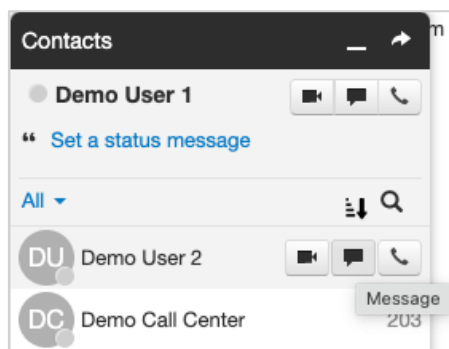 Contacts
m
Demo User 1
“ Set a status message
All
DU Demo User 2
Message
DC Demo Call Center 203